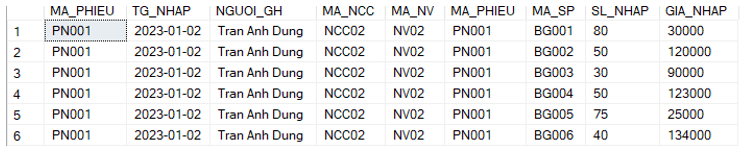 MA_PHIEU TG_NHAP NGUOI_GH MA_NCC MA_NV MA_PHIEU MA_SP SL_NHAP GIA_NHAP
1 PN001 2023-01-02 Tran Anh Dung NCC02 NV02 PN001 BG001 80 30000
2 PN001 2023-01-02 Tran Anh Dung NCC02 NV02 PN001 BG002 50 120000
3 PN001 2023-01-02 Tran Anh Dung NCC02 NV02 PN001 BG003 30 90000
4 PN001 2023-01-02 Tran Anh Dung NCC02 NV02 PN001 BG004 50 123000
5 PN001 2023-01-02 Tran Anh Dung NCC02 NV02 PN001 BG005 75 25000
6 PN001 2023-01-02 Tran Anh Dung NCC02 NV02 PN001 BG006 40 134000